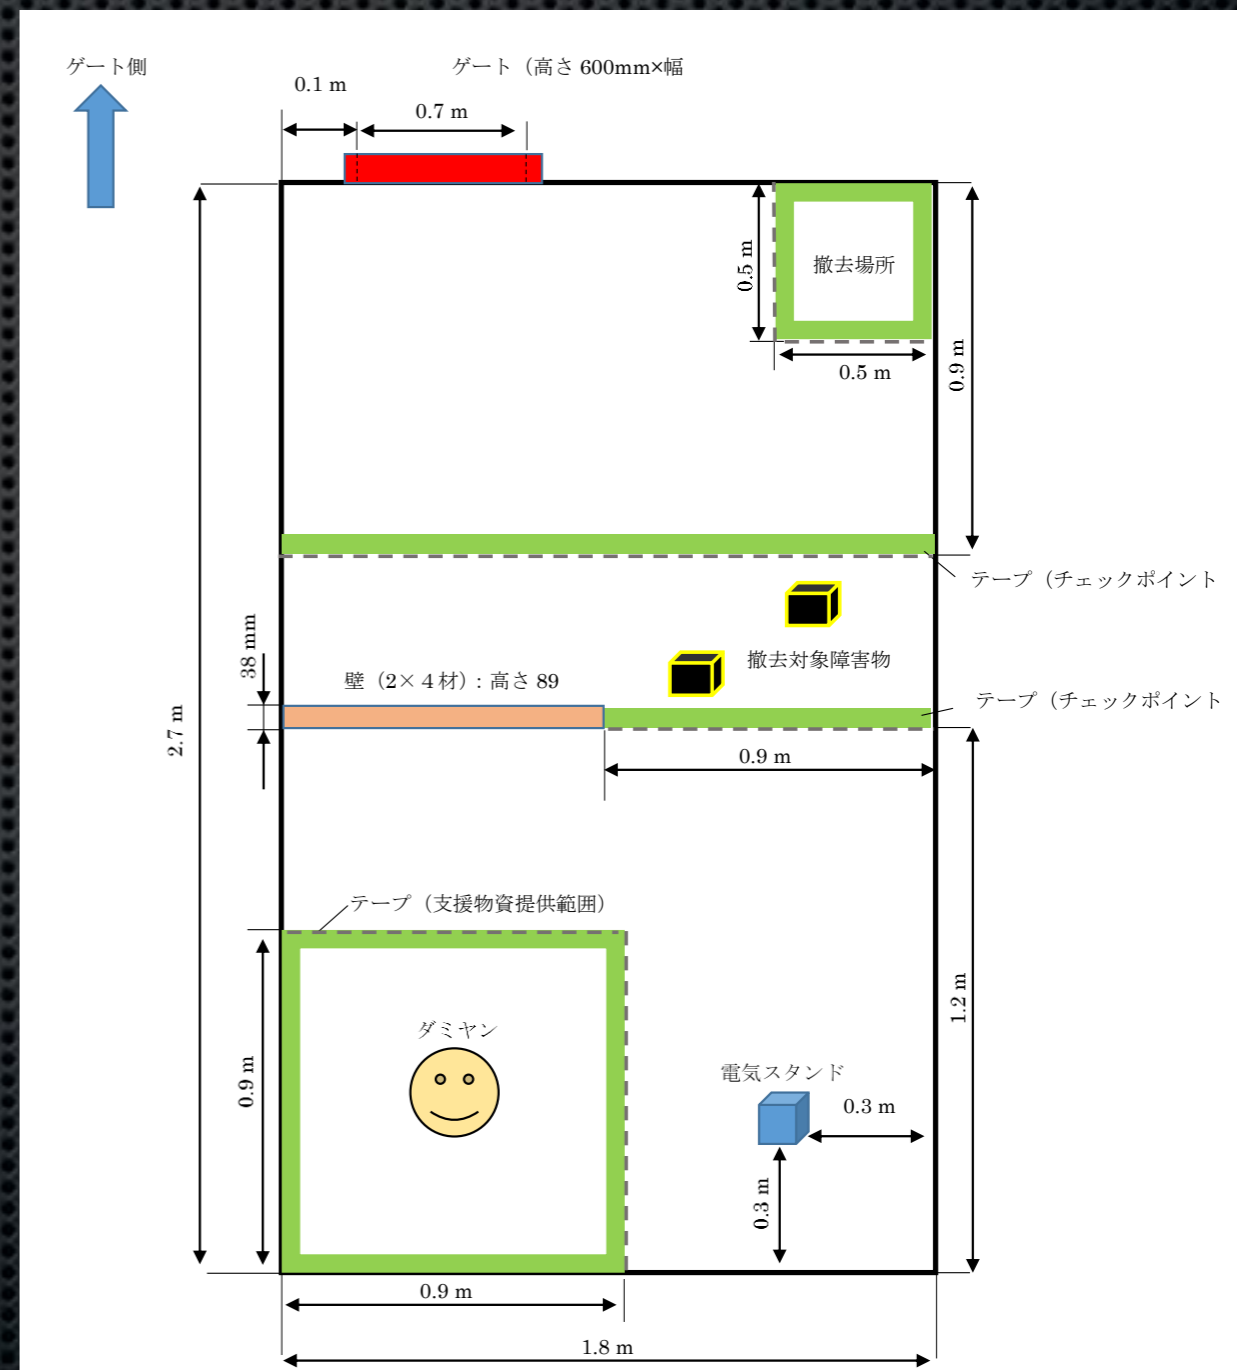 ゲート側
ゲート（高さ 600mm×幅
0.1 m
0.7 m
撤去場所
0.5 m
0.5 m
0.9 m
テープ（チェックポイント
38 mm
撤去対象障害物
壁（2×４材）: 高さ 89
テープ（チェックポイント
2.7 m
0.9 m
テープ（支援物資提供範囲）
1.2 m
ダミヤン
0.9 m
電気スタンド
0.3 m
0.3 m
0.9 m
1.8 m